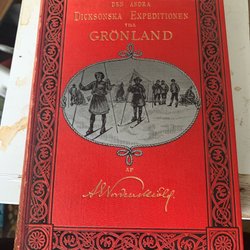 DEN ANDRA
DICKSONSKA EXPEDITIONEN
TILL
GRÖNLAND
AF
A E Nordenskiöld